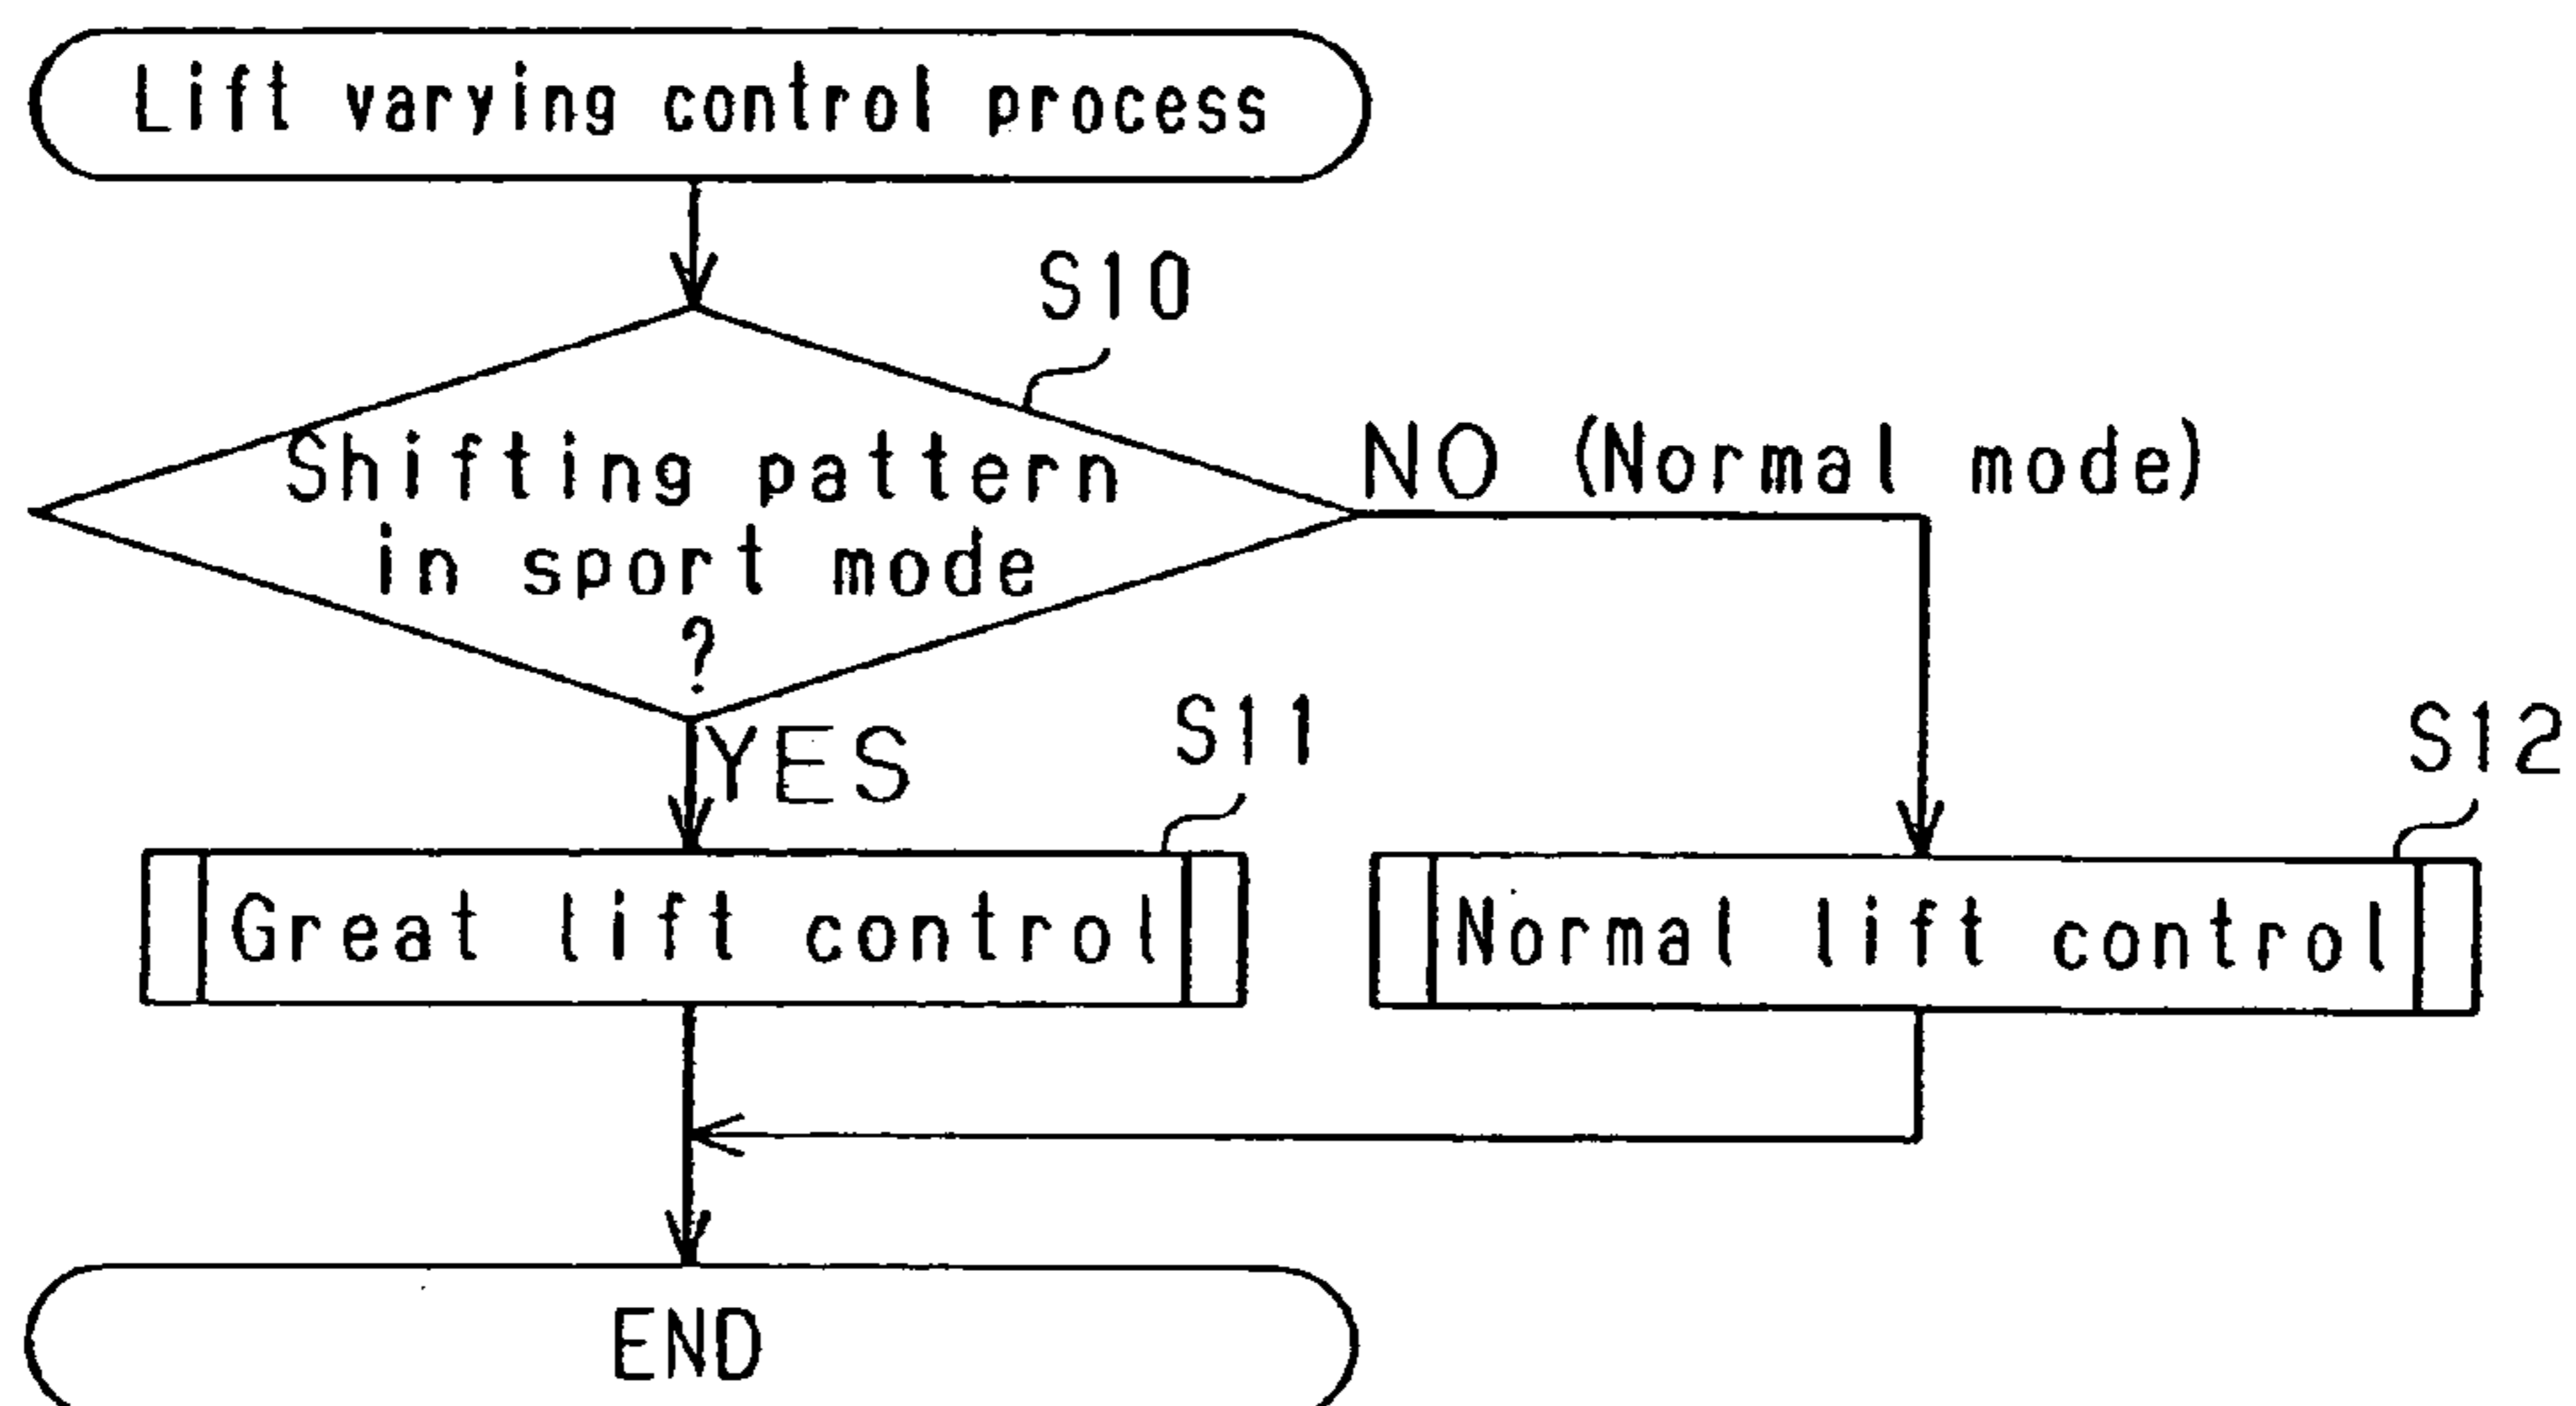 Lift varying control process
S10
Shifting pattern
in sport mode
?
NO (Normal mode)
YES
S11
S12
Great lift control
Normal lift control
END